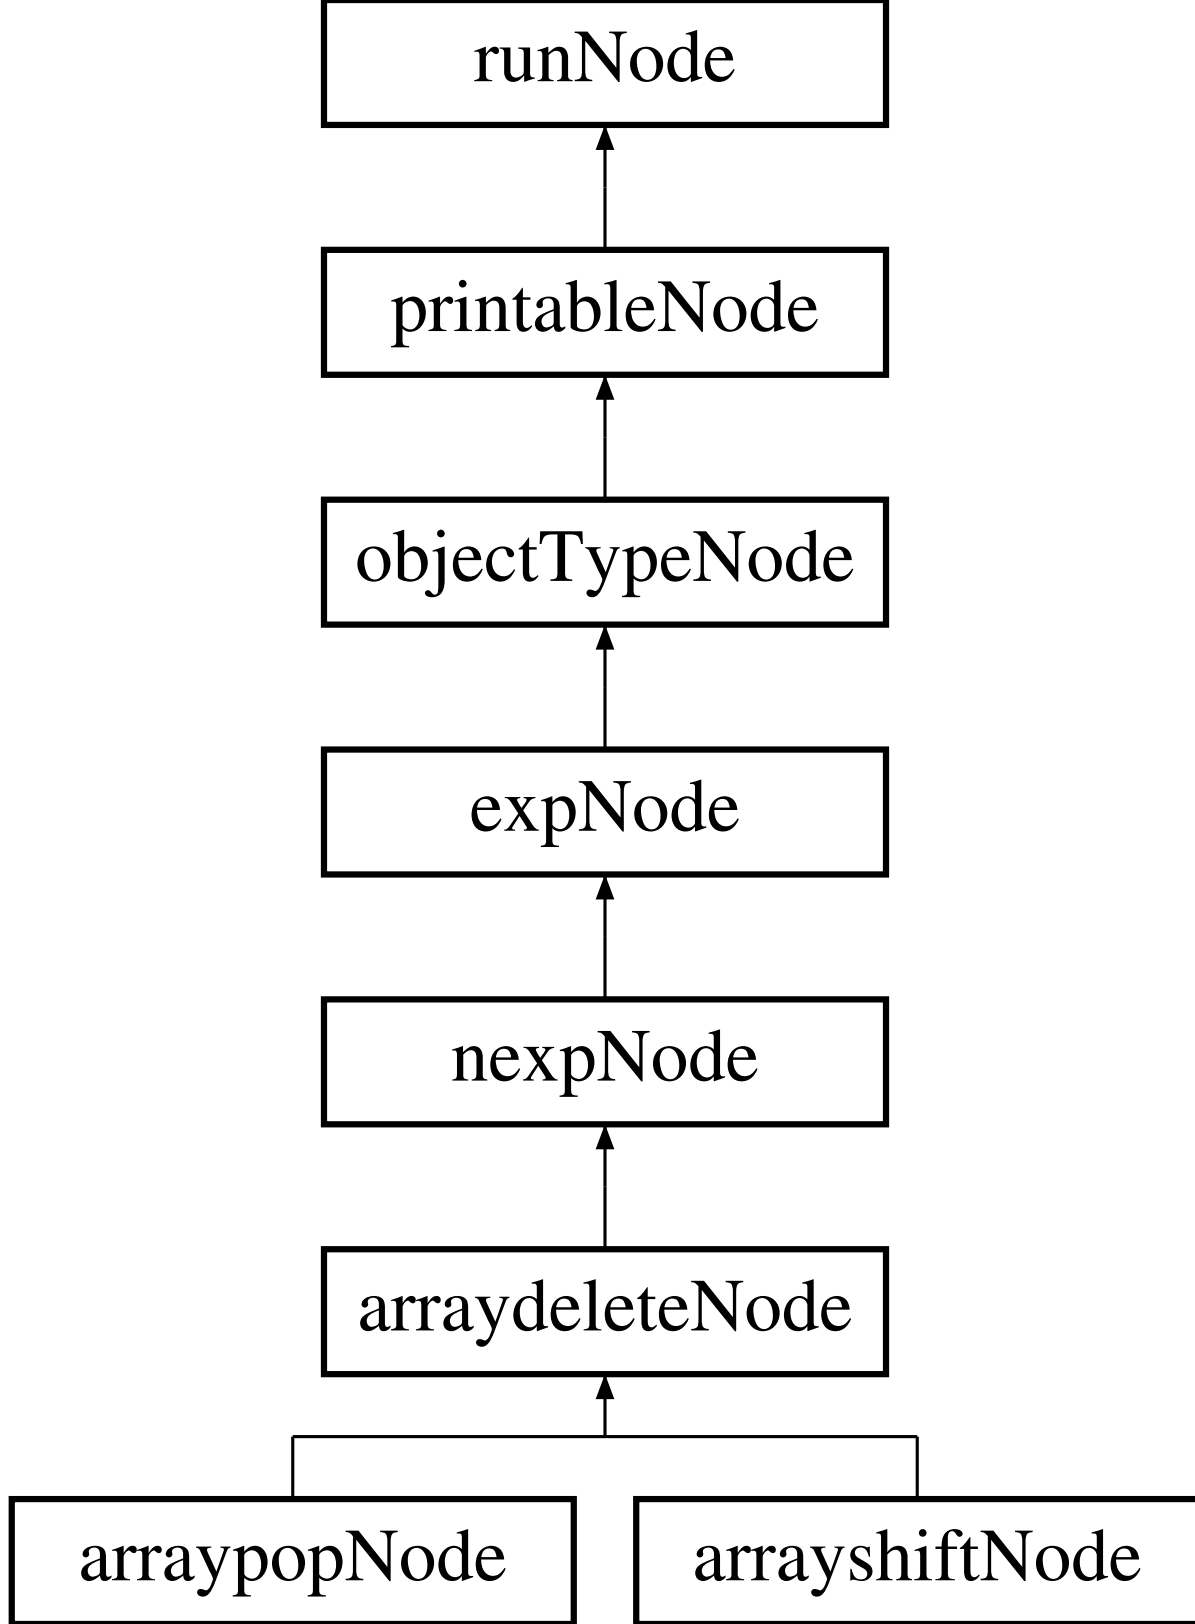 runNode
printableNode
objectTypeNode
expNode
nexpNode
arraydeleteNode
arraypopNode
arrayshiftNode